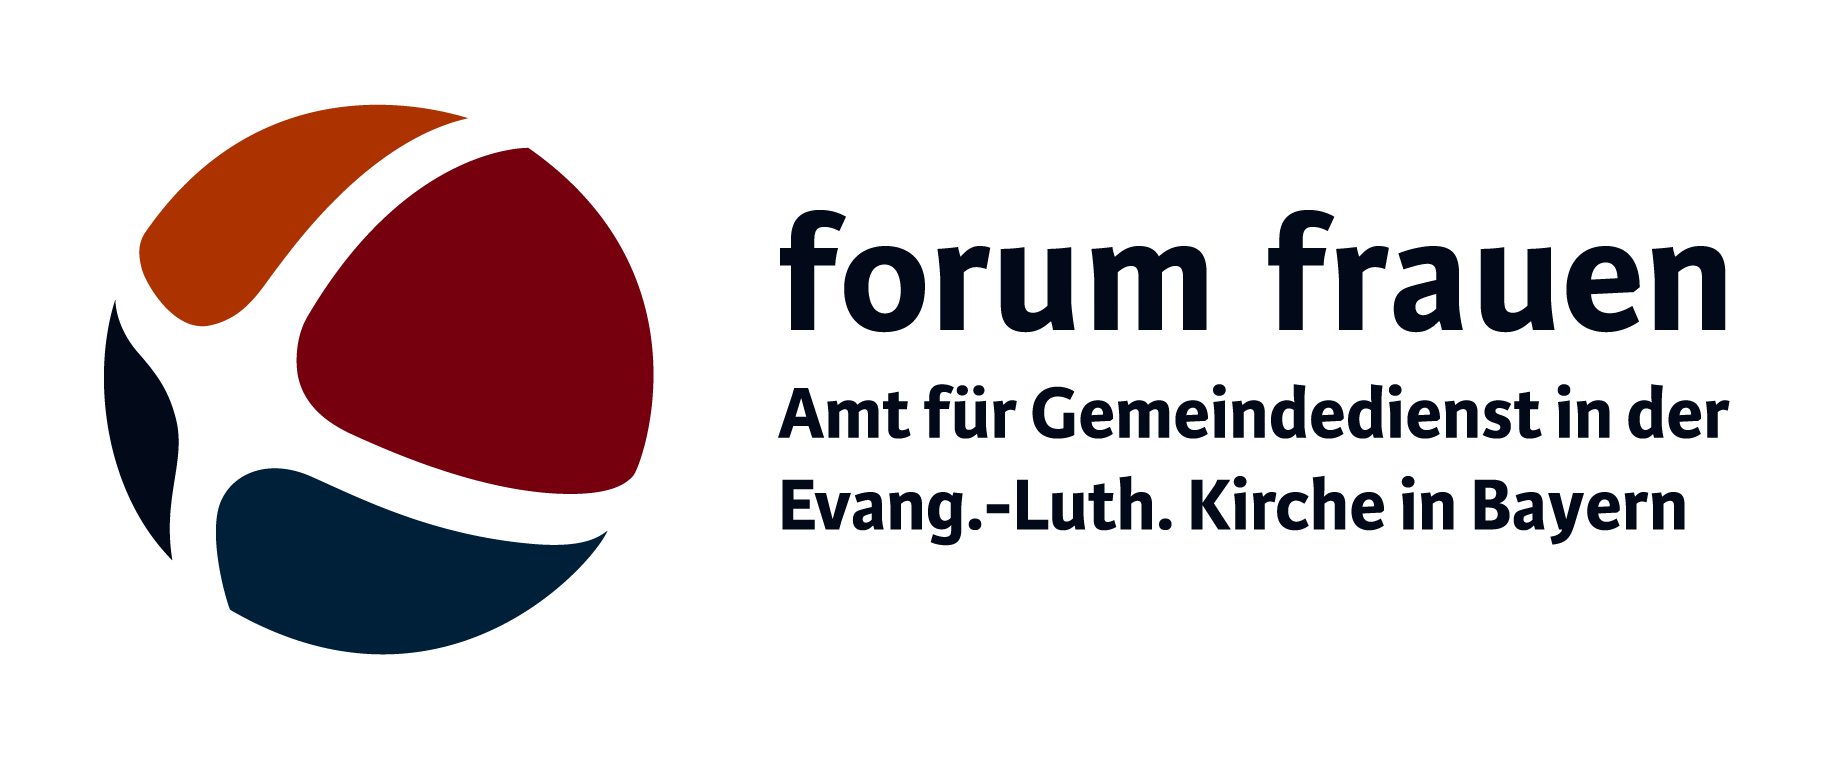 forum frauen
Amt für Gemeindedienst in der
Evang.-Luth. Kirche in Bayern